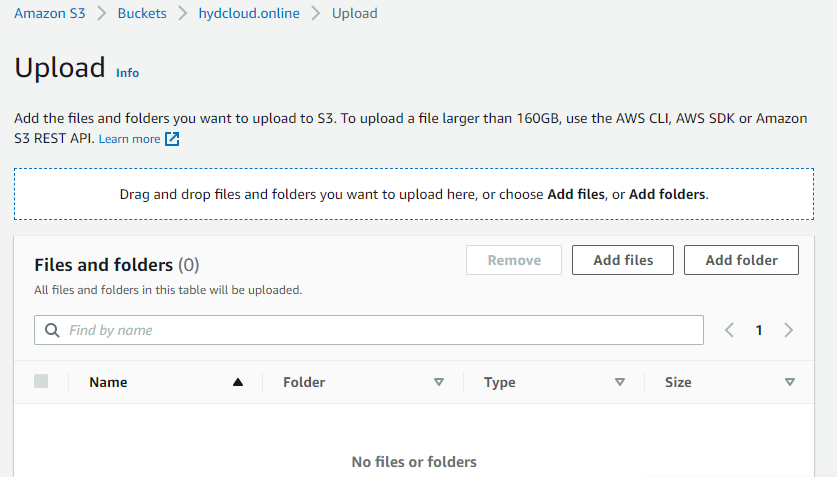 Amazon S3 > Buckets > hydcloud.online > Upload
Upload Info
Add the files and folders you want to upload to S3. To upload a file larger than 160GB, use the AWS CLI, AWS SDK or Amazon
S3 REST API. Learn more
Drag and drop files and folders you want to upload here, or choose Add files, or Add folders.
Files and folders (0)
Remove
Add files
Add folder
All files and folders in this table will be uploaded.
Find by name
1
Name
Folder
Type
Size
No files or folders